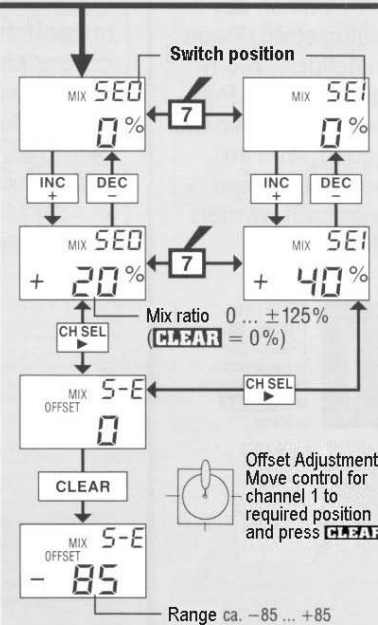 Switch position
MIX SE0
0%
7
MIX SE1
0%
INC
+
DEC
−
INC
+
DEC
−
MIX SE0
+ 20%
7
MIX SE1
+ 40%
Mix ratio 0 ... ±125%
(CLEAR = 0%)
CH SEL
▶
CH SEL
▶
MIX S-E
OFFSET
0
CLEAR
Offset Adjustment
Move control for
channel 1 to
required position
and press CLEAR
MIX S-E
OFFSET
− 85
Range ca. −85 ... +85